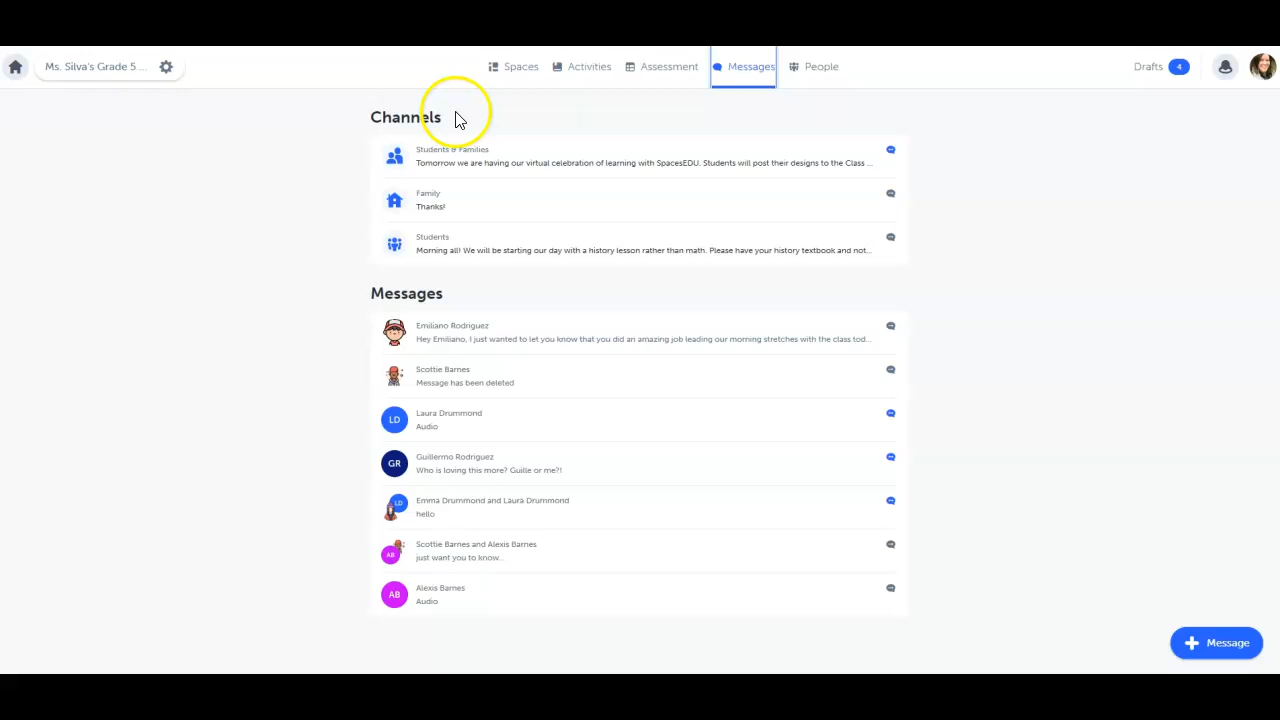 Ms. Silva's Grade 5....
Spaces
Activities
Assessment
Messages
People
Drafts
4
Channels
Students & Families
Tomorrow we are having our virtual celebration of learning with SpacesEDU. Students will post their designs to the Class ...
Family
Thanks!
Students
Morning all! We will be starting our day with a history lesson rather than math. Please have your history textbook and not...
Messages
Emiliano Rodriguez
Hey Emiliano, I just wanted to let you know that you did an amazing job leading our morning stretches with the class tod...
Scottie Barnes
Message has been deleted
LD
Laura Drummond
Audio
GR
Guillermo Rodriguez
Who is loving this more? Guille or me?!
LD
Emma Drummond and Laura Drummond
hello
AB
Scottie Barnes and Alexis Barnes
just want you to know...
AB
Alexis Barnes
Audio
Message